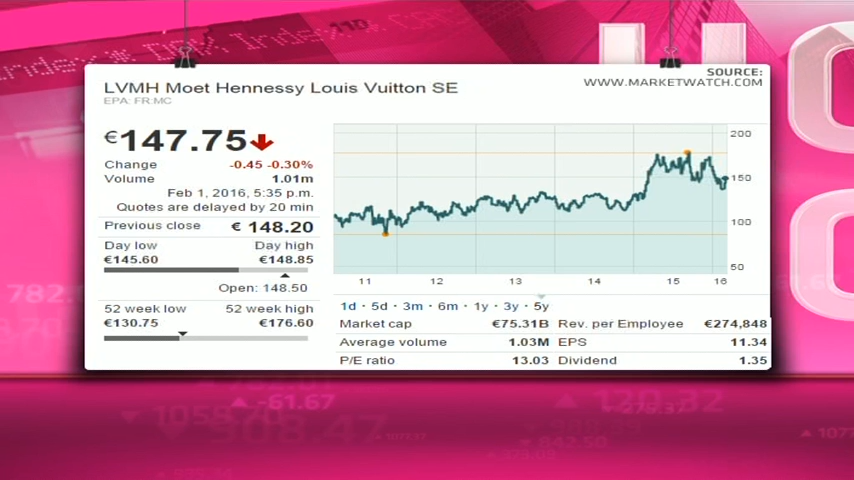 SOURCE:
WWW.MARKETWATCH.COM
LVMH Moet Hennessy Louis Vuitton SE
EPA: FR:MC
€147.75
Change -0.45 -0.30%
Volume 1.01m
Feb 1, 2016, 5:35 p.m.
Quotes are delayed by 20 min
Previous close € 148.20
Day low Day high
€145.60 €148.85
Open: 148.50
52 week low 52 week high
€130.75 €176.60
200
150
100
50
11 12 13 14 15 16
1d · 5d · 3m · 6m · 1y · 3y · 5y
Market cap €75.31B Rev. per Employee €274,848
Average volume 1.03M EPS 11.34
P/E ratio 13.03 Dividend 1.35
-61.67